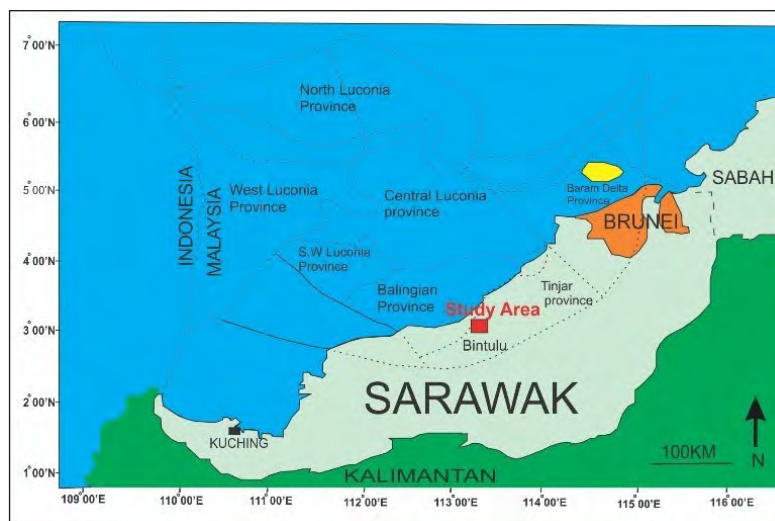 7° 00'N
North Luconia
Province
6° 00'N
SABAH
5° 00'N
West Luconia
Province
Central Luconia
province
Baram Delta
Province
BRUNEI
INDONESIA
MALAYSIA
S.W Luconia
Province
4° 00'N
Balingian
Province
Tinjar
province
Study Area
3° 00'N
Bintulu
SARAWAK
2° 00'N
KUCHING
100KM
N
KALIMANTAN
1° 00'N
109° 00'E
110° 00'E
111° 00'E
112° 00'E
113° 00'E
114° 00'E
115° 00'E
116° 00'E